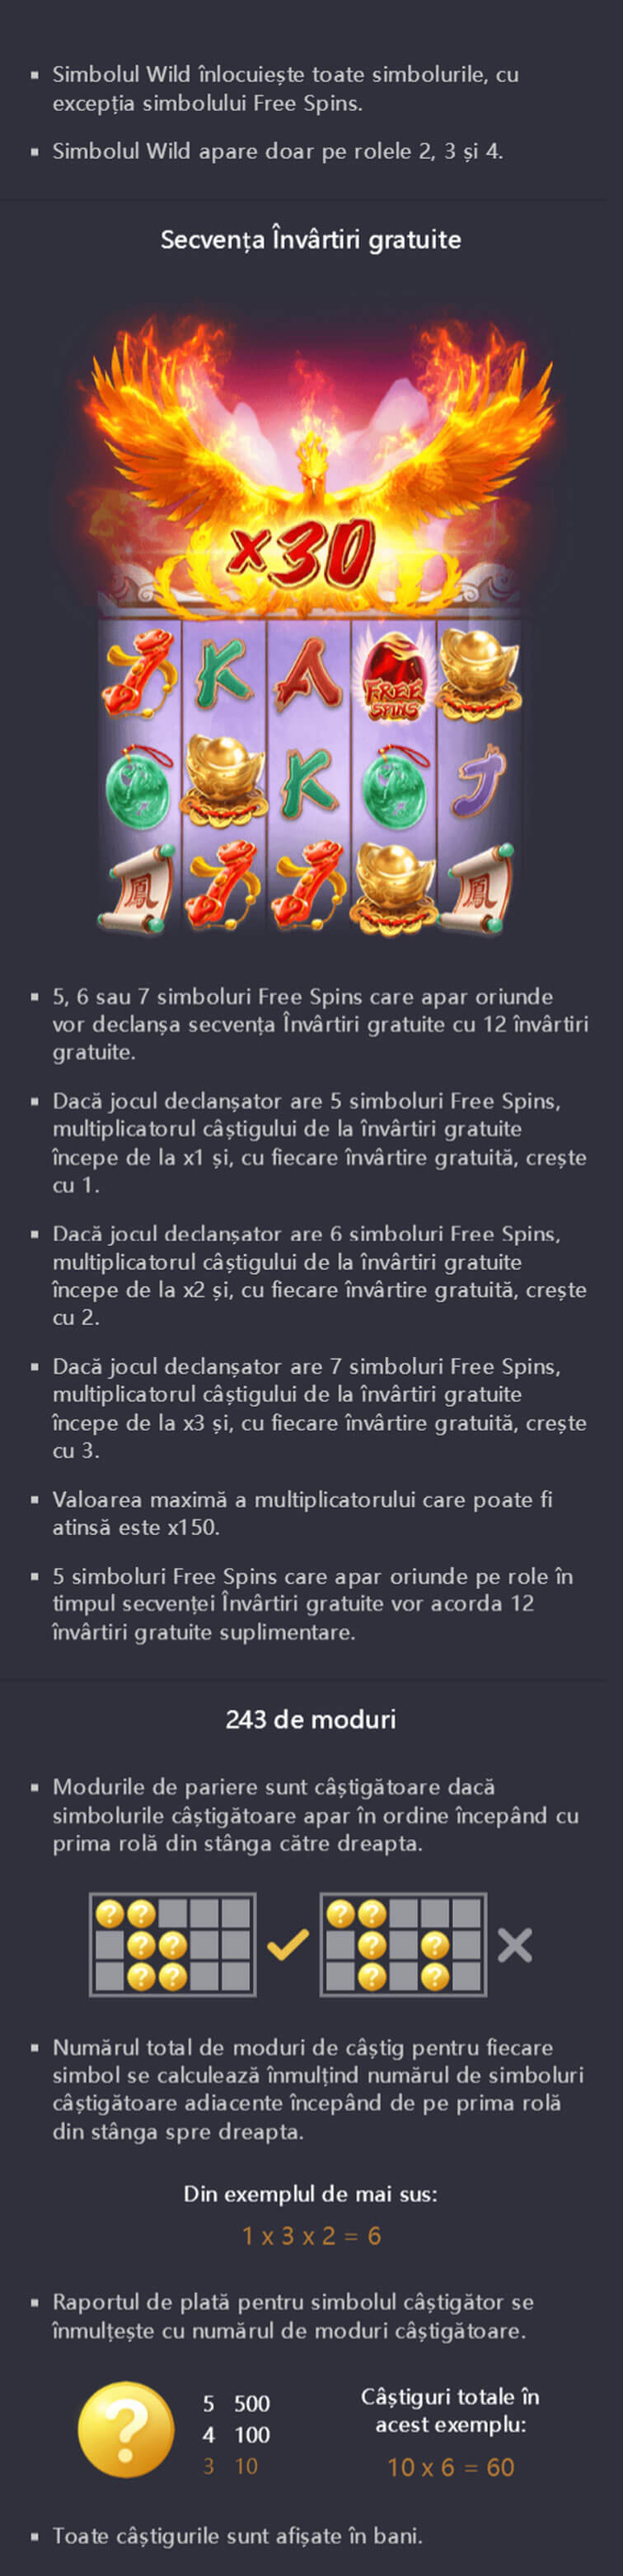 ▪ Simbolul Wild înlocuiește toate simbolurile, cu
excepția simbolului Free Spins.
▪ Simbolul Wild apare doar pe rolele 2, 3 și 4.
Secvența Învârtiri gratuite
x30
K A FREE
SPINS
K J
鳳 鳳
▪ 5, 6 sau 7 simboluri Free Spins care apar oriunde
vor declanșa secvența Învârtiri gratuite cu 12 învârtiri
gratuite.
▪ Dacă jocul declanșator are 5 simboluri Free Spins,
multiplicatorul câștigului de la învârtiri gratuite
începe de la x1 și, cu fiecare învârtire gratuită, crește
cu 1.
▪ Dacă jocul declanșator are 6 simboluri Free Spins,
multiplicatorul câștigului de la învârtiri gratuite
începe de la x2 și, cu fiecare învârtire gratuită, crește
cu 2.
▪ Dacă jocul declanșator are 7 simboluri Free Spins,
multiplicatorul câștigului de la învârtiri gratuite
începe de la x3 și, cu fiecare învârtire gratuită, crește
cu 3.
▪ Valoarea maximă a multiplicatorului care poate fi
atinsă este x150.
▪ 5 simboluri Free Spins care apar oriunde pe role în
timpul secvenței Învârtiri gratuite vor acorda 12
învârtiri gratuite suplimentare.
243 de moduri
▪ Modurile de pariere sunt câștigătoare dacă
simbolurile câștigătoare apar în ordine începând cu
prima rolă din stânga către dreapta.
? ? ? ?
? ? ? ?
? ? ? ?
▪ Numărul total de moduri de câștig pentru fiecare
simbol se calculează înmulțind numărul de simboluri
câștigătoare adiacente începând de pe prima rolă
din stânga spre dreapta.
Din exemplul de mai sus:
1 x 3 x 2 = 6
▪ Raportul de plată pentru simbolul câștigător se
înmulțește cu numărul de moduri câștigătoare.
?
5 500
4 100
3 10
Câștiguri totale în
acest exemplu:
10 x 6 = 60
▪ Toate câștigurile sunt afișate în bani.